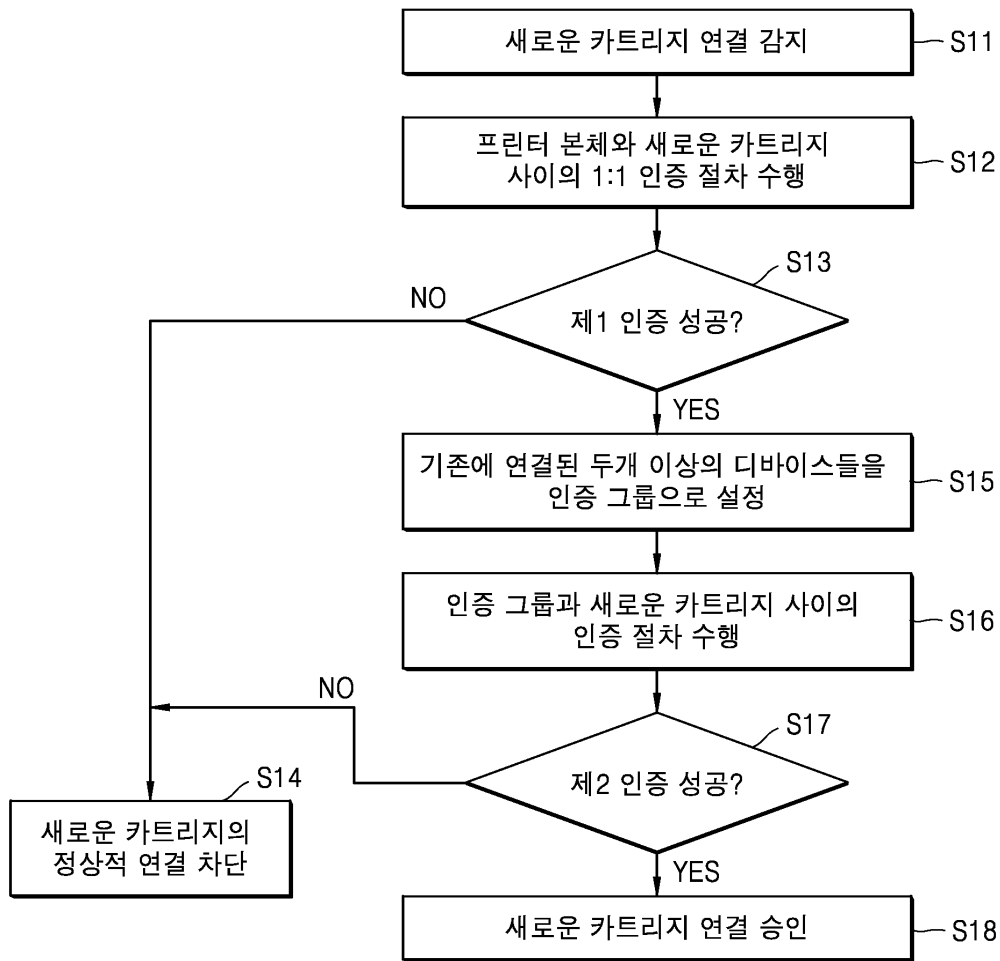 새로운 카트리지 연결 감지
S11
프린터 본체와 새로운 카트리지
사이의 1:1 인증 절차 수행
S12
S13
제1 인증 성공?
NO
YES
기존에 연결된 두개 이상의 디바이스들을
인증 그룹으로 설정
S15
인증 그룹과 새로운 카트리지 사이의
인증 절차 수행
S16
NO
S17
제2 인증 성공?
S14
새로운 카트리지의
정상적 연결 차단
YES
새로운 카트리지 연결 승인
S18